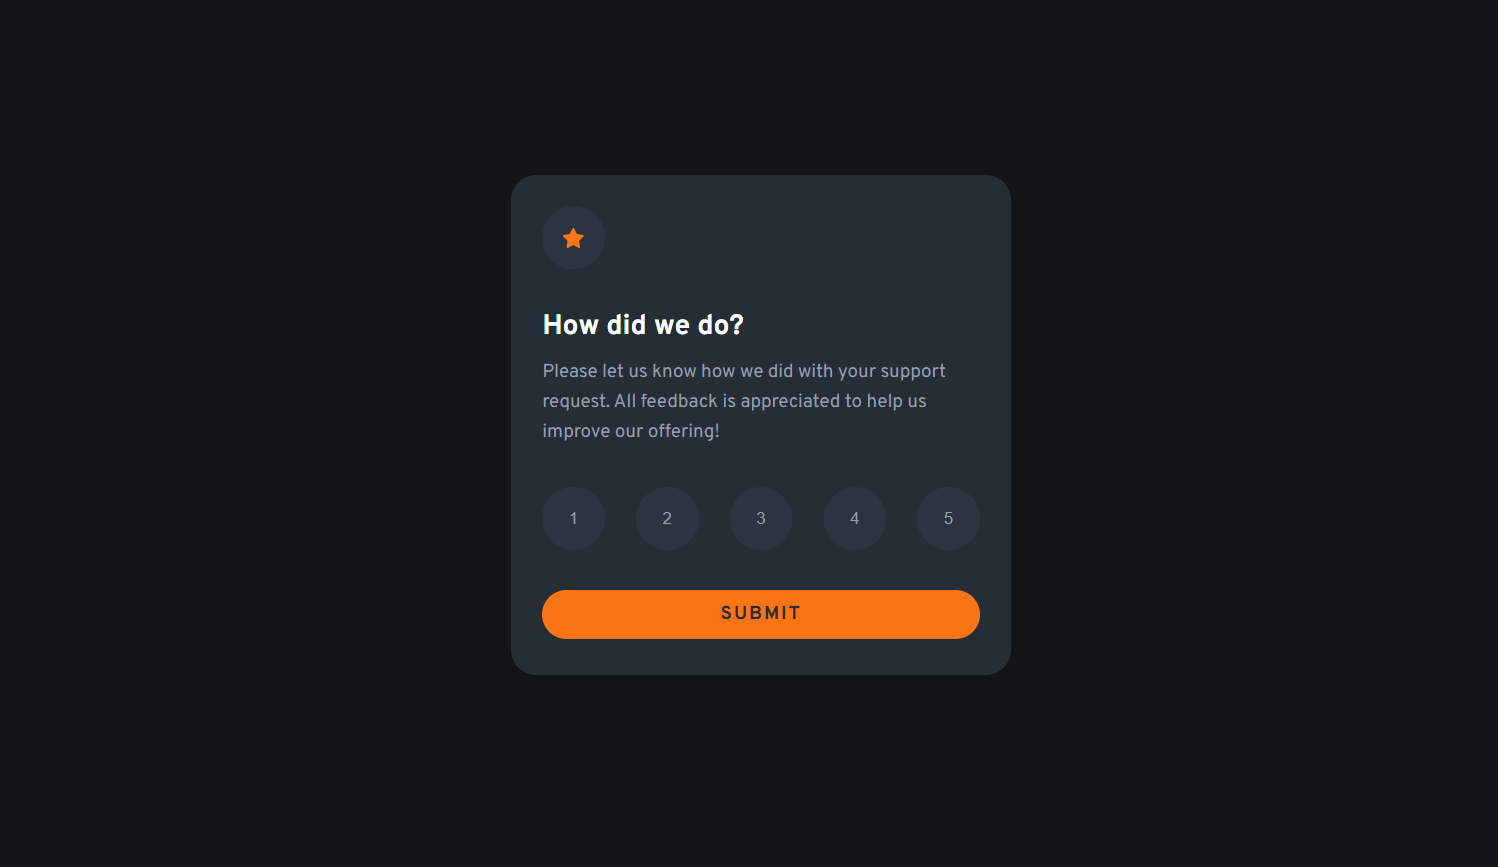 How did we do?
Please let us know how we did with your support
request. All feedback is appreciated to help us
improve our offering!
1 2 3 4 5
SUBMIT